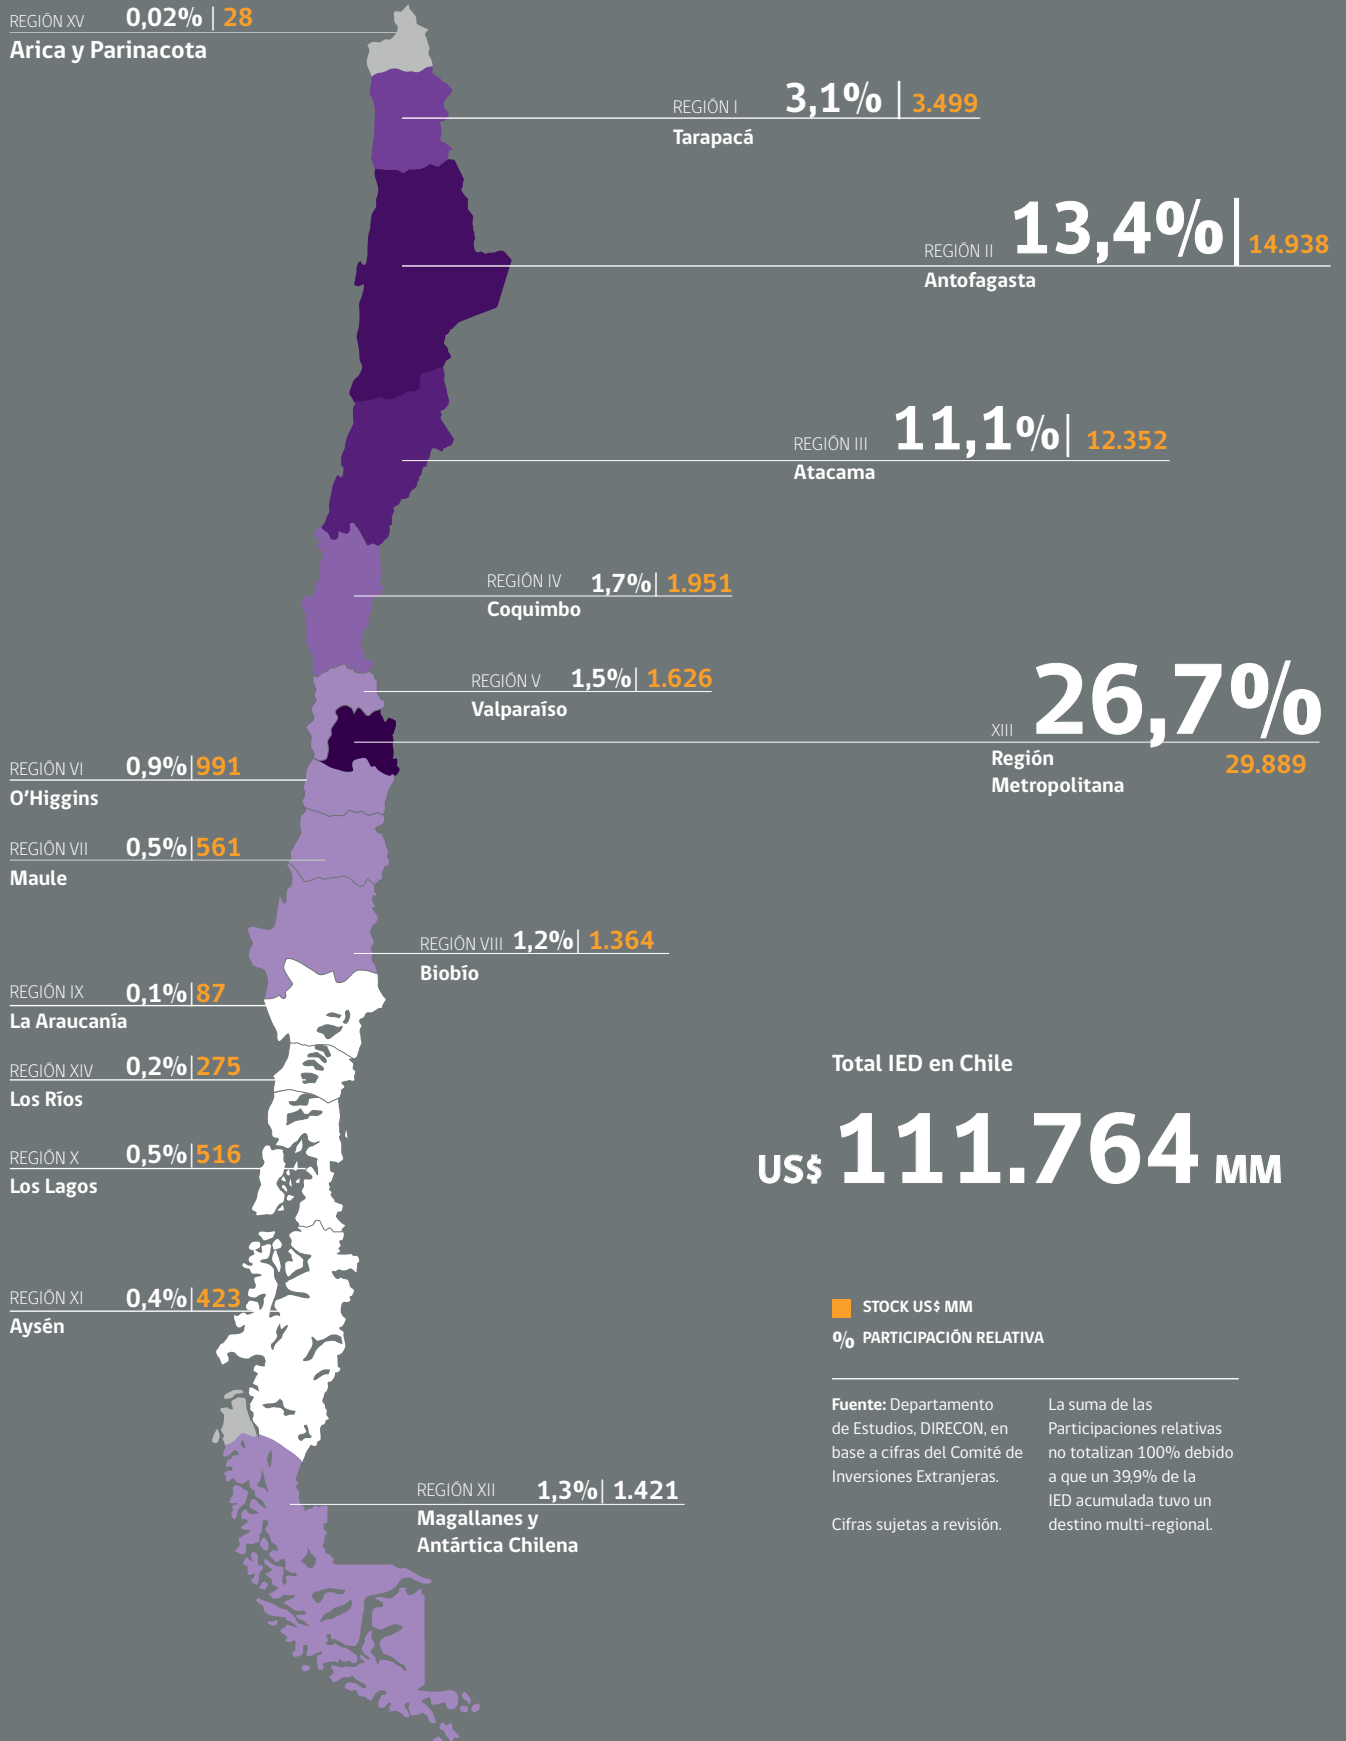 REGIÓN XV 0,02% | 28
Arica y Parinacota
REGIÓN I 3,1% | 3.499
Tarapacá
REGIÓN II 13,4% | 14.938
Antofagasta
REGIÓN III 11,1% | 12.352
Atacama
REGIÓN IV 1,7% | 1.951
Coquimbo
REGIÓN V 1,5% | 1.626
Valparaíso
XIII 26,7%
Región
Metropolitana
29.889
REGIÓN VI 0,9% | 991
O’Higgins
REGIÓN VII 0,5% | 561
Maule
REGIÓN VIII 1,2% | 1.364
Biobío
REGIÓN IX 0,1% | 87
La Araucanía
REGIÓN XIV 0,2% | 275
Los Ríos
REGIÓN X 0,5% | 516
Los Lagos
REGIÓN XI 0,4% | 423
Aysén
REGIÓN XII 1,3% | 1.421
Magallanes y
Antártica Chilena
Total IED en Chile
US$ 111.764 MM
STOCK US$ MM
% PARTICIPACIÓN RELATIVA
Fuente: Departamento
de Estudios, DIRECON, en
base a cifras del Comité de
Inversiones Extranjeras.
Cifras sujetas a revisión.
La suma de las
Participaciones relativas
no totalizan 100% debido
a que un 39,9% de la
IED acumulada tuvo un
destino multi-regional.